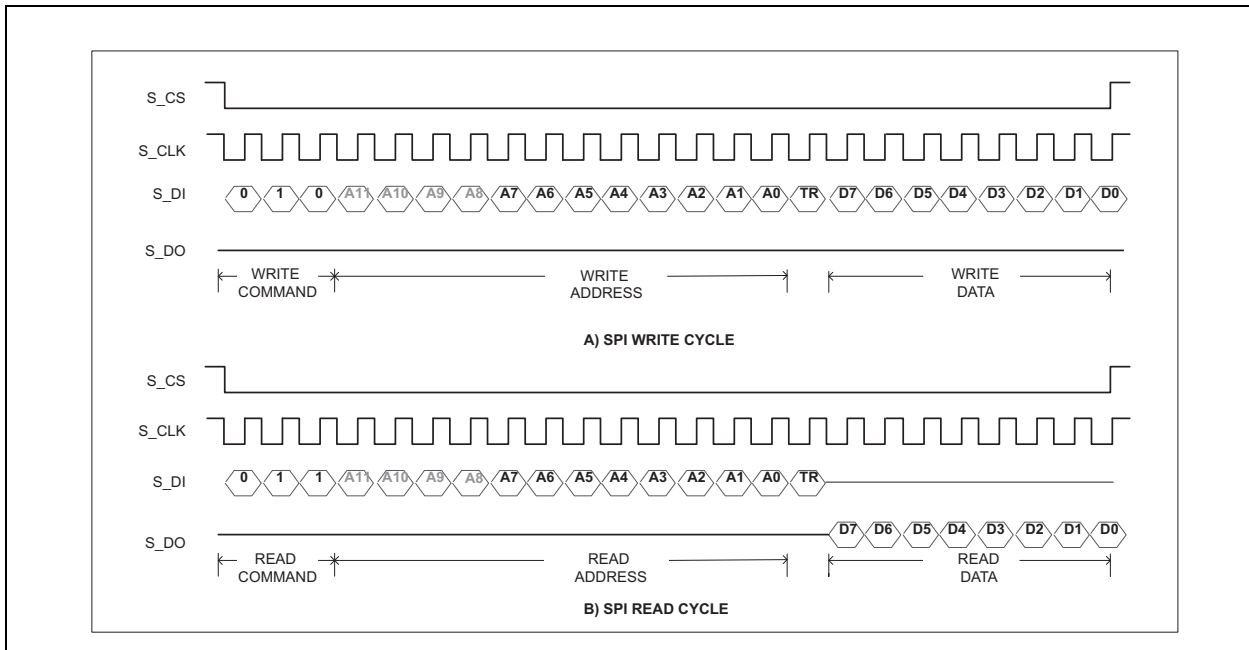 S_CS
S_CLK
S_DI 0 1 0 A11 A10 A9 A8 A7 A6 A5 A4 A3 A2 A1 A0 TR D7 D6 D5 D4 D3 D2 D1 D0
S_DO
WRITE COMMAND
WRITE ADDRESS
WRITE DATA
A) SPI WRITE CYCLE
S_CS
S_CLK
S_DI 0 1 1 A11 A10 A9 A8 A7 A6 A5 A4 A3 A2 A1 A0 TR
S_DO D7 D6 D5 D4 D3 D2 D1 D0
READ COMMAND
READ ADDRESS
READ DATA
B) SPI READ CYCLE